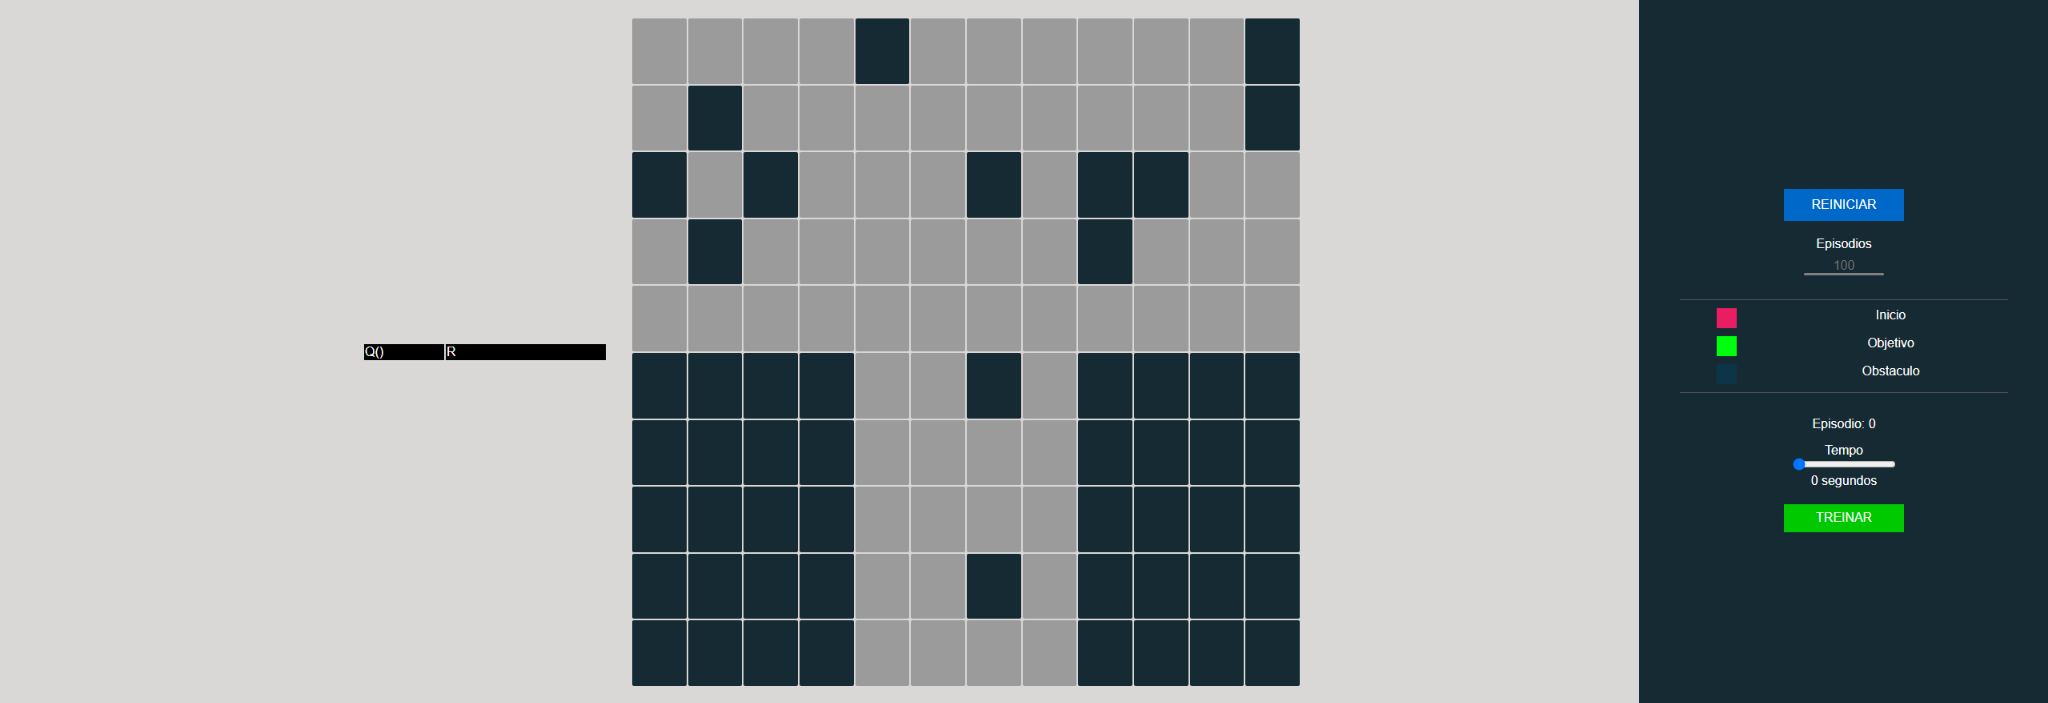 Q() R
REINICIAR
Episodios
100
Inicio
Objetivo
Obstaculo
Episodio: 0
Tempo
0 segundos
TREINAR